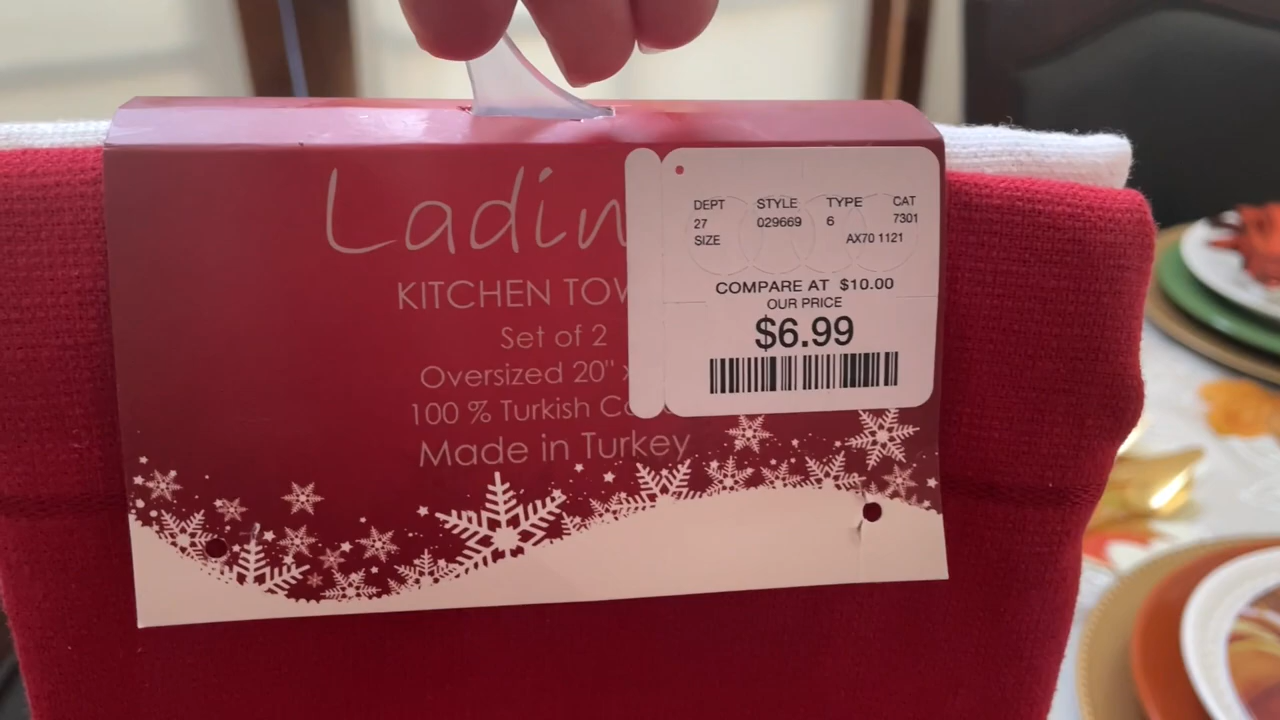 Ladin
KITCHEN TOW
Set of 2
Oversized 20"
100 % Turkish Co
Made in Turkey
DEPT STYLE TYPE CAT
27 029669 6 7301
SIZE AX70 1121
COMPARE AT $10.00
OUR PRICE
$6.99